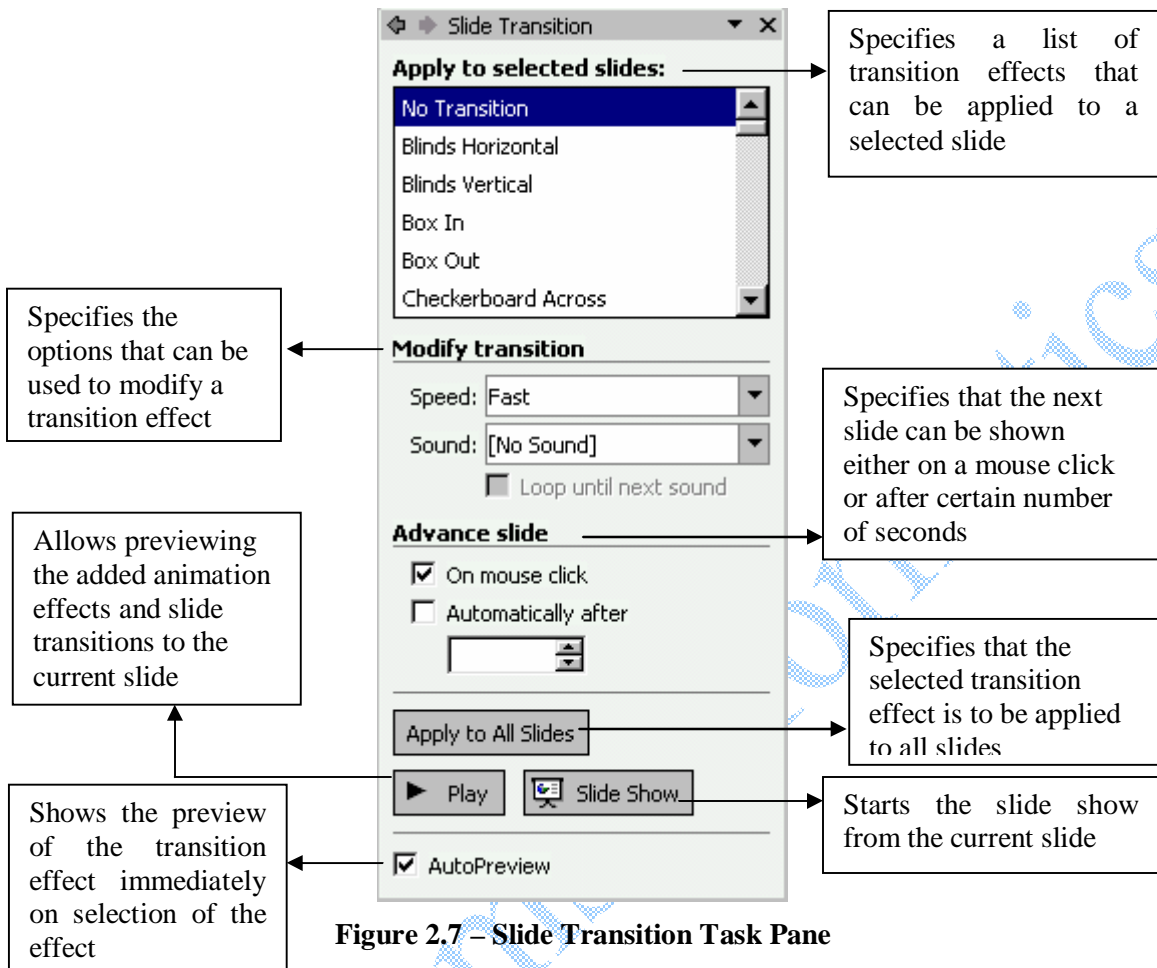 Slide Transition
Apply to selected slides:
No Transition
Blinds Horizontal
Blinds Vertical
Box In
Box Out
Checkerboard Across
Modify transition
Speed: Fast
Sound: [No Sound]
Loop until next sound
Advance slide
On mouse click
Automatically after
Apply to All Slides
Play
Slide Show
AutoPreview
Specifies a list of
transition effects that
can be applied to a
selected slide
Specifies the
options that can be
used to modify a
transition effect
Specifies that the next
slide can be shown
either on a mouse click
or after certain number
of seconds
Allows previewing
the added animation
effects and slide
transitions to the
current slide
Specifies that the
selected transition
effect is to be applied
to all slides
Starts the slide show
from the current slide
Shows the preview
of the transition
effect immediately
on selection of the
effect
Figure 2.7 – Slide Transition Task Pane